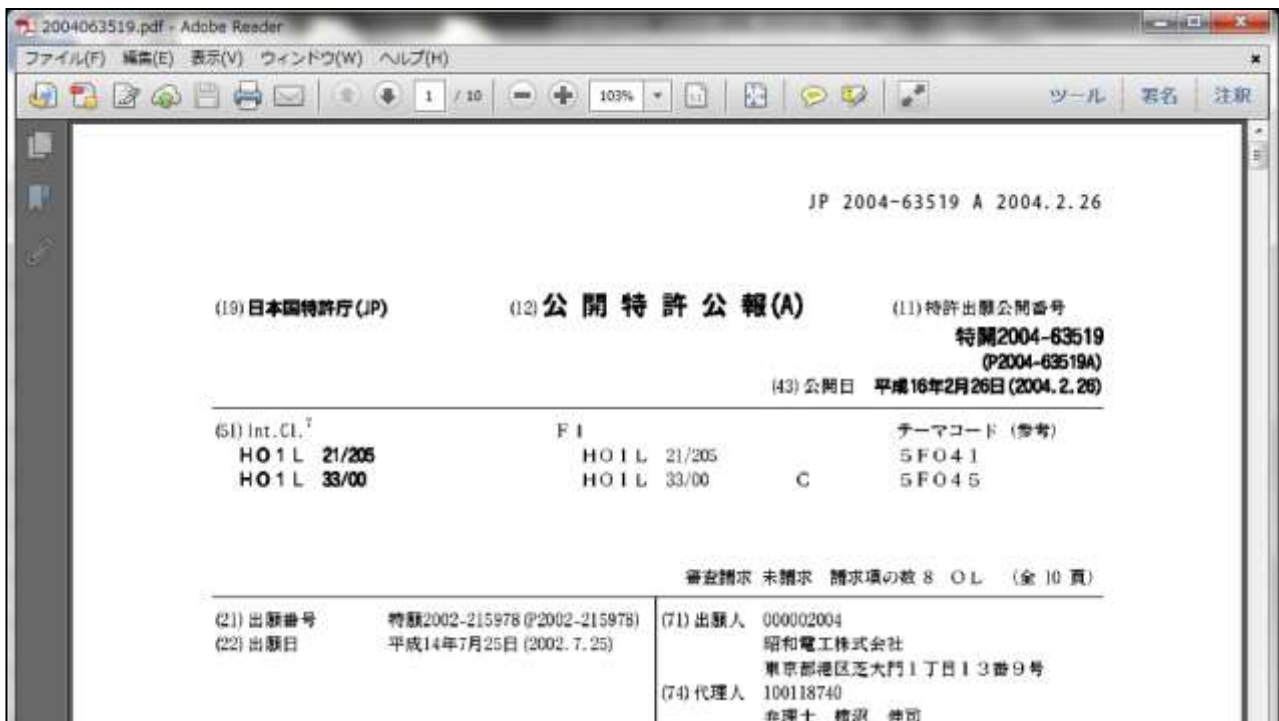 2004063519.pdf - Adobe Reader
ファイル(F) 編集(E) 表示(V) ウィンドウ(W) ヘルプ(H)
1 / 10 103% ツール 署名 注釈
JP 2004-63519 A 2004.2.26
(19)日本国特許庁(JP) (12)公開特許公報(A) (11)特許出願公開番号
特開2004-63519
(P2004-63519A)
(43)公開日 平成16年2月26日(2004.2.26)
(51)Int.Cl.7 FI テーマコード(参考)
H01L 21/205 H01L 21/205 5F041
H01L 33/00 H01L 33/00 C 5F045
審査請求 未請求 請求項の数 8 OL (全 10 頁)
(21)出願番号 特願2002-215978(P2002-215978) (71)出願人 000002004
(22)出願日 平成14年7月25日(2002.7.25) 昭和電工株式会社
東京都港区芝大門1丁目13番9号
(74)代理人 100118740
弁理士